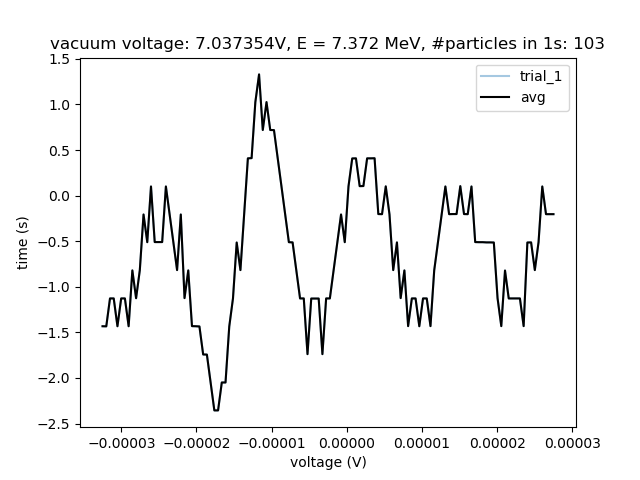 vacuum voltage: 7.037354V, E = 7.372 MeV, #particles in 1s: 103
1.5
1.0
0.5
0.0
−0.5
−1.0
−1.5
−2.0
−2.5
time (s)
trial_1
avg
−0.00003 −0.00002 −0.00001 0.00000 0.00001 0.00002 0.00003
voltage (V)